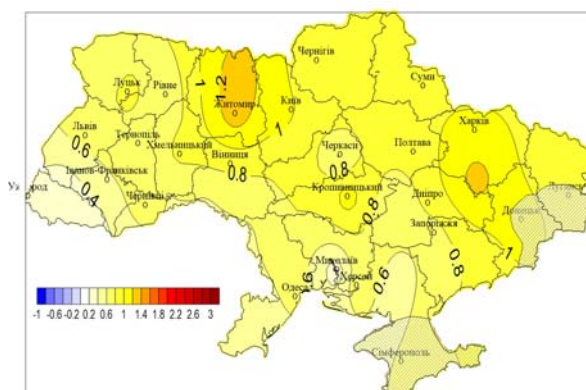 Чернігів
Суми
Луцьк
Рівне
1
1.2
Житомир
Київ
1
Харків
Львів
0.6
Тернопіль
Хмельницький
Вінниця
0.8
Черкаси
0.8
Полтава
Івано-Франківськ
0.4
Чернівці
Кропивницький
0.8
Дніпро
Луганськ
Донецьк
Запоріжжя
0.8
1
Миколаїв
Одеса
Херсон
0.6
Сімферополь
-1 -0.6 -0.2 0.2 0.6 1 1.4 1.8 2.2 2.6 3